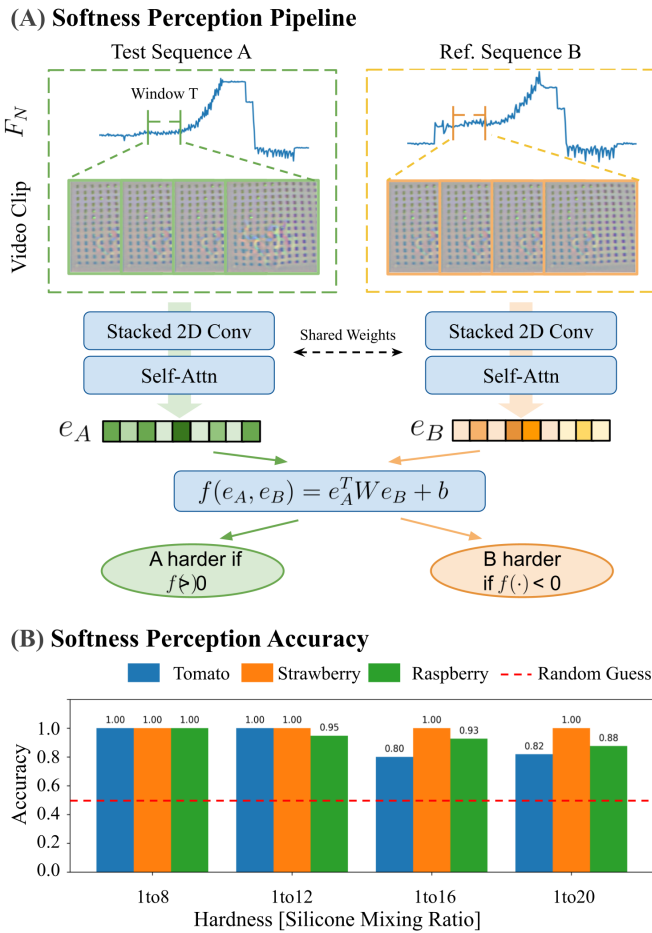 (A) Softness Perception Pipeline
Test Sequence A
Ref. Sequence B
Window T
F_N
Video Clip
Stacked 2D Conv
Stacked 2D Conv
Shared Weights
Self-Attn
Self-Attn
e_A
e_B
f(e_A, e_B) = e_A^T W e_B + b
A harder if
f(·)>0
B harder
if f(·) < 0
(B) Softness Perception Accuracy
Tomato Strawberry Raspberry Random Guess
Accuracy
1.0
0.8
0.6
0.4
0.2
0.0
1.00 1.00 1.00 1.00 1.00 0.95 0.80 1.00 0.93 0.82 1.00 0.88
1to8 1to12 1to16 1to20
Hardness [Silicone Mixing Ratio]